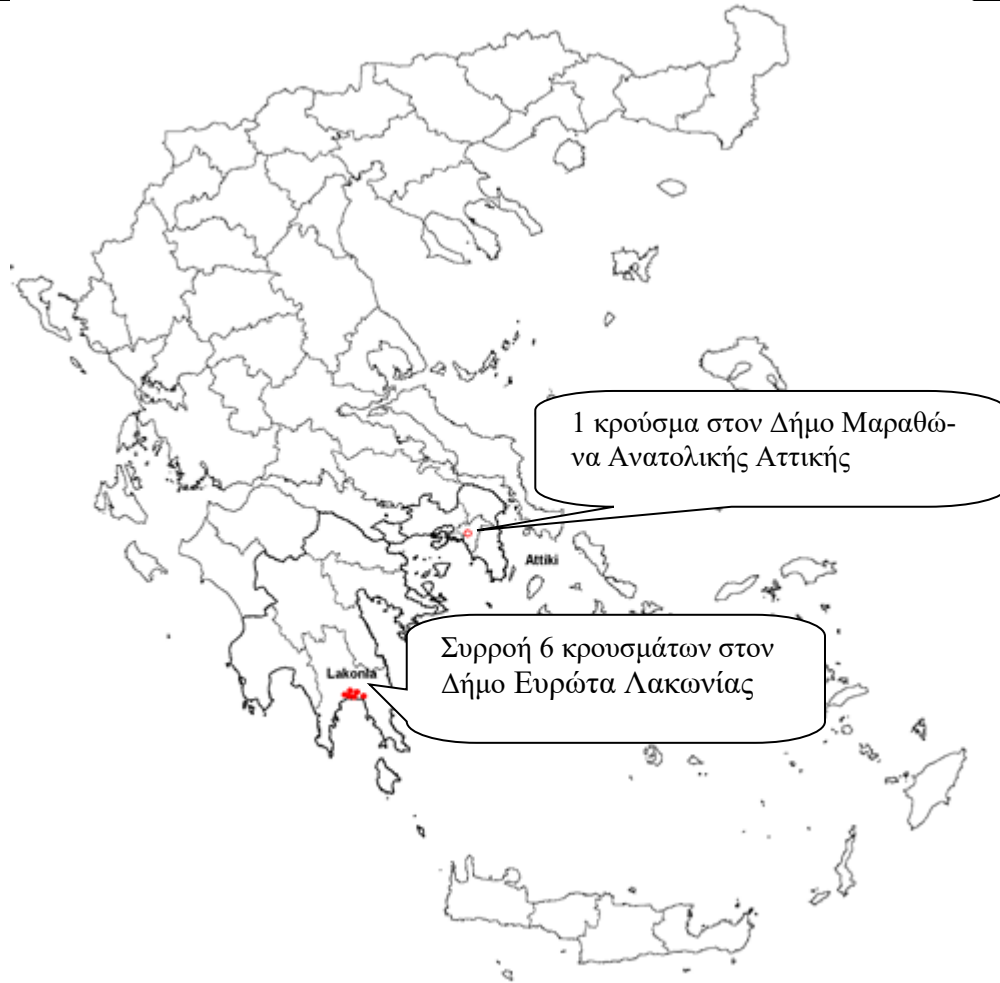 1 κρούσμα στον Δήμο Μαραθώ-
να Ανατολικής Αττικής
Attiki
Συρροή 6 κρουσμάτων στον
Δήμο Ευρώτα Λακωνίας
Lakonia